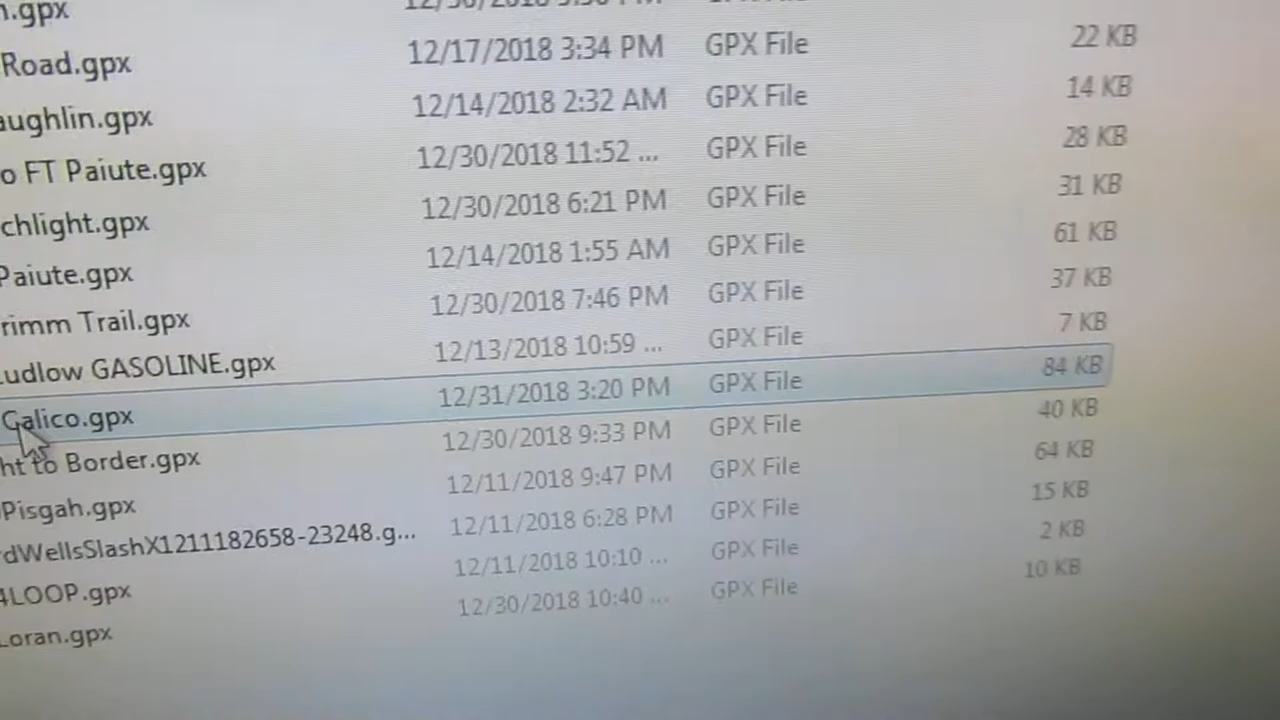 .gpx
Road.gpx 12/17/2018 3:34 PM GPX File 22 KB
aughlin.gpx 12/14/2018 2:32 AM GPX File 14 KB
o FT Paiute.gpx 12/30/2018 11:52 ... GPX File 28 KB
chlight.gpx 12/30/2018 6:21 PM GPX File 31 KB
Paiute.gpx 12/14/2018 1:55 AM GPX File 61 KB
rimm Trail.gpx 12/30/2018 7:46 PM GPX File 37 KB
Ludlow GASOLINE.gpx 12/13/2018 10:59 ... GPX File 7 KB
Calico.gpx 12/31/2018 3:20 PM GPX File 84 KB
ht to Border.gpx 12/30/2018 9:33 PM GPX File 40 KB
Pisgah.gpx 12/11/2018 9:47 PM GPX File 64 KB
rdWellsSlashX1211182658-23248.g... 12/11/2018 6:28 PM GPX File 15 KB
4LOOP.gpx 12/11/2018 10:10 ... GPX File 2 KB
Loran.gpx 12/30/2018 10:40 ... GPX File 10 KB